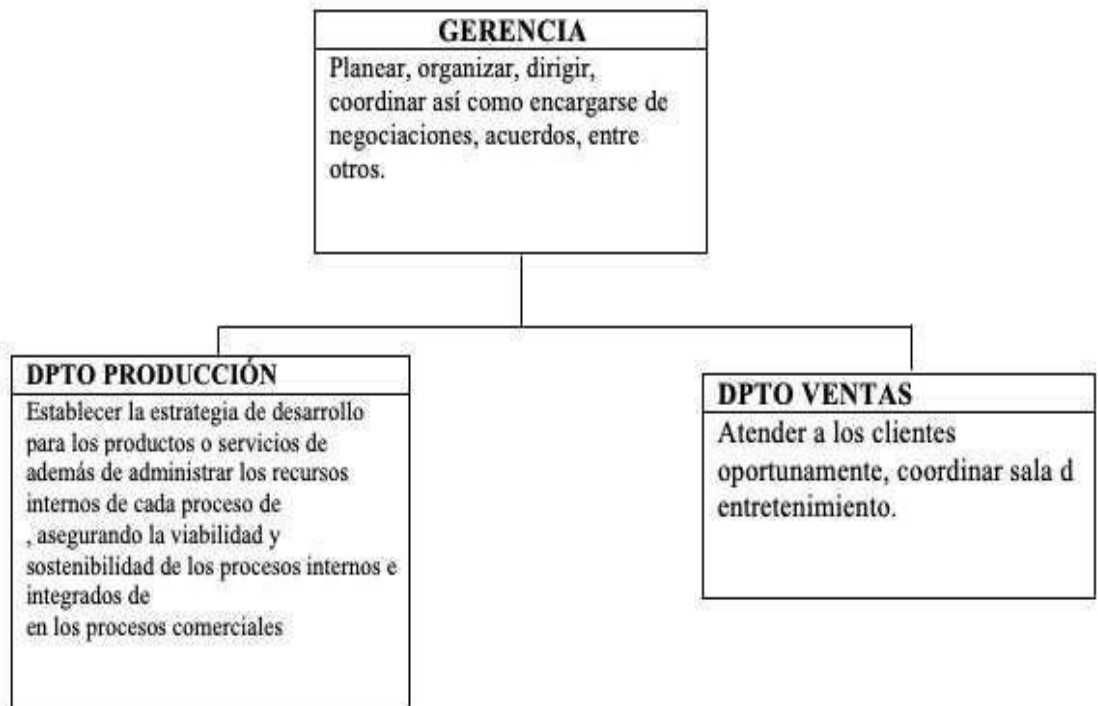 GERENCIA
Planear, organizar, dirigir,
coordinar así como encargarse de
negociaciones, acuerdos, entre
otros.
DPTO PRODUCCIÓN
Establecer la estrategia de desarrollo
para los productos o servicios de
además de administrar los recursos
internos de cada proceso de
, asegurando la viabilidad y
sostenibilidad de los procesos internos e
integrados de
en los procesos comerciales
DPTO VENTAS
Atender a los clientes
oportunamente, coordinar sala d
entretenimiento.